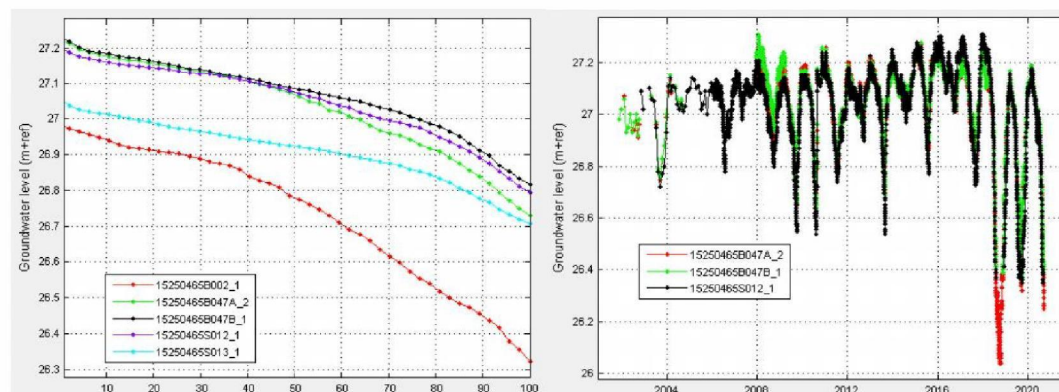 Groundwater level (m+ref)
27.2
27.1
27
26.9
26.8
26.7
26.6
26.5
26.4
26.3
10 20 30 40 50 60 70 80 90 100
15250465B002_1
15250465B047A_2
15250465B047B_1
15250465S012_1
15250465S013_1
Groundwater level (m+ref)
27.2
27
26.8
26.6
26.4
26.2
26
2004 2008 2012 2016 2020
15250465B047A_2
15250465B047B_1
15250465S012_1